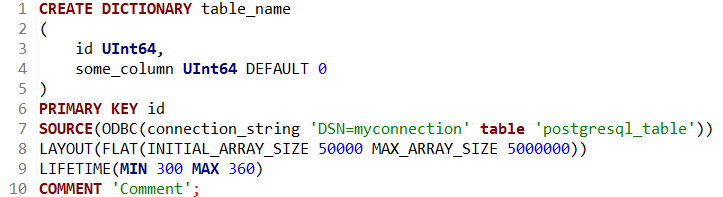 1 CREATE DICTIONARY table_name
2 (
3     id UInt64,
4     some_column UInt64 DEFAULT 0
5 )
6 PRIMARY KEY id
7 SOURCE(ODBC(connection_string 'DSN=myconnection' table 'postgresql_table'))
8 LAYOUT(FLAT(INITIAL_ARRAY_SIZE 50000 MAX_ARRAY_SIZE 5000000))
9 LIFETIME(MIN 300 MAX 360)
10 COMMENT 'Comment';